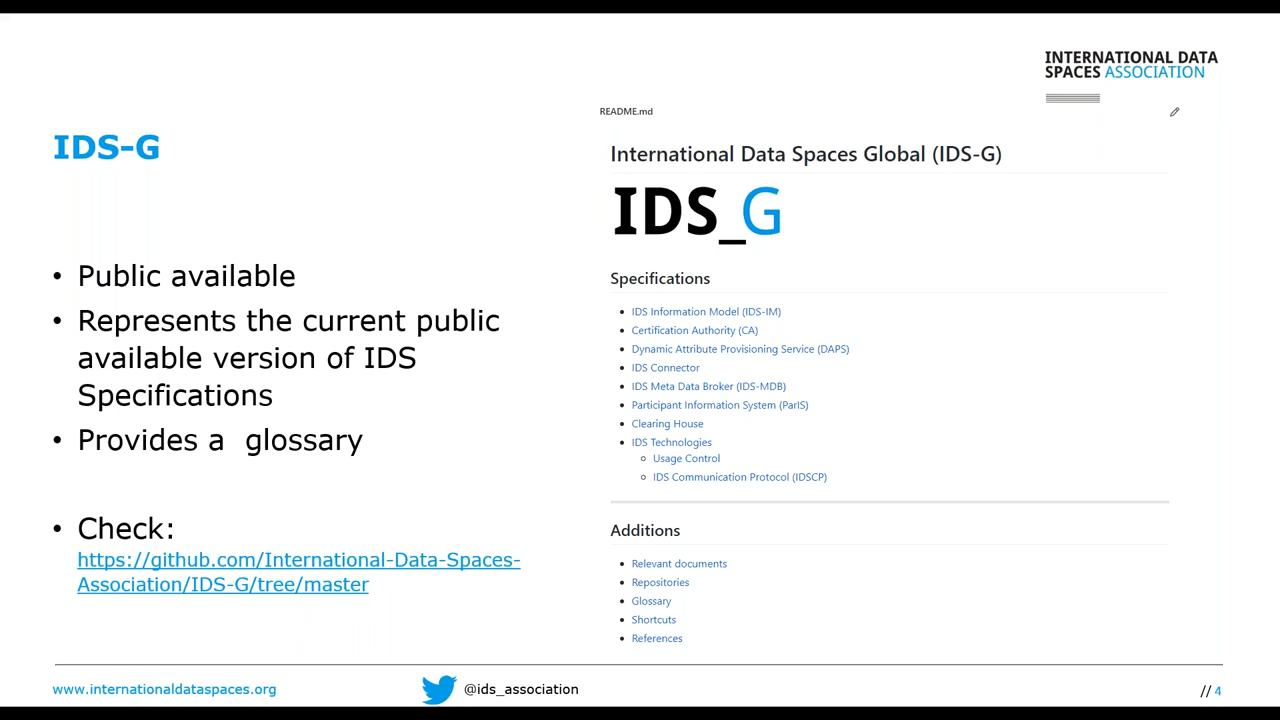 INTERNATIONAL DATA
SPACES ASSOCIATION
IDS-G
• Public available
• Represents the current public
available version of IDS
Specifications
• Provides a  glossary
• Check:
https://github.com/International-Data-Spaces-
Association/IDS-G/tree/master
README.md
International Data Spaces Global (IDS-G)
IDS_G
Specifications
IDS Information Model (IDS-IM)
Certification Authority (CA)
Dynamic Attribute Provisioning Service (DAPS)
IDS Connector
IDS Meta Data Broker (IDS-MDB)
Participant Information System (ParIS)
Clearing House
IDS Technologies
Usage Control
IDS Communication Protocol (IDSCP)
Additions
Relevant documents
Repositories
Glossary
Shortcuts
References
www.internationaldataspaces.org
@ids_association
// 4